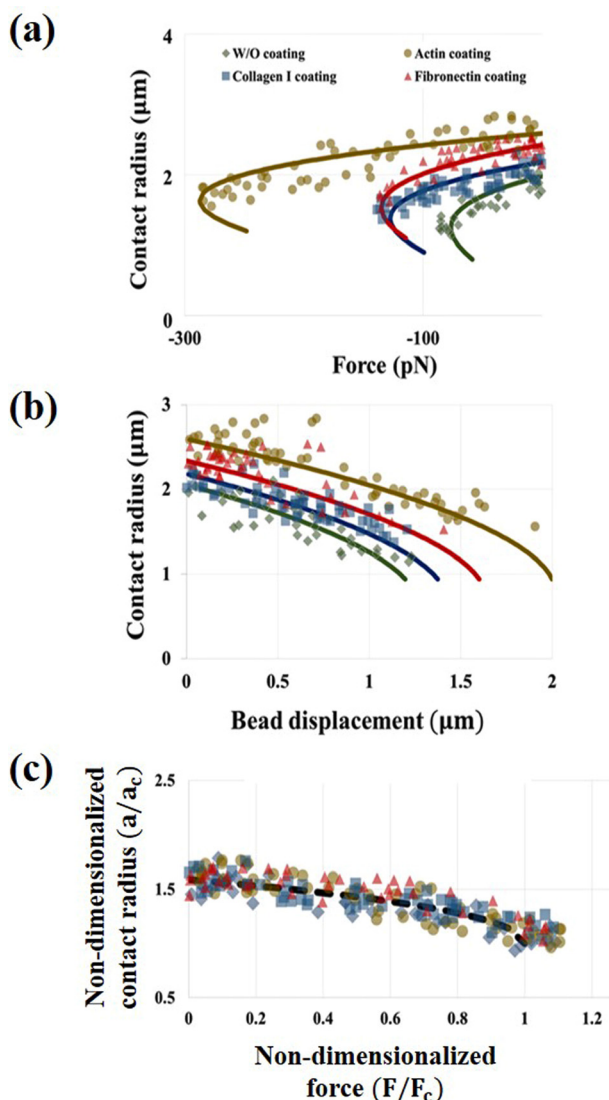 (a)
4
W/O coating
Actin coating
Collagen I coating
Fibronectin coating
Contact radius (µm)
2
0
-300
-100
Force (pN)
(b)
3
Contact radius (µm)
2
1
0
0
0.5
1
1.5
2
Bead displacement (µm)
(c)
2.5
Non-dimensionalized
contact radius (a/ac)
1.5
0.5
0
0.2
0.4
0.6
0.8
1
1.2
Non-dimensionalized
force (F/Fc)